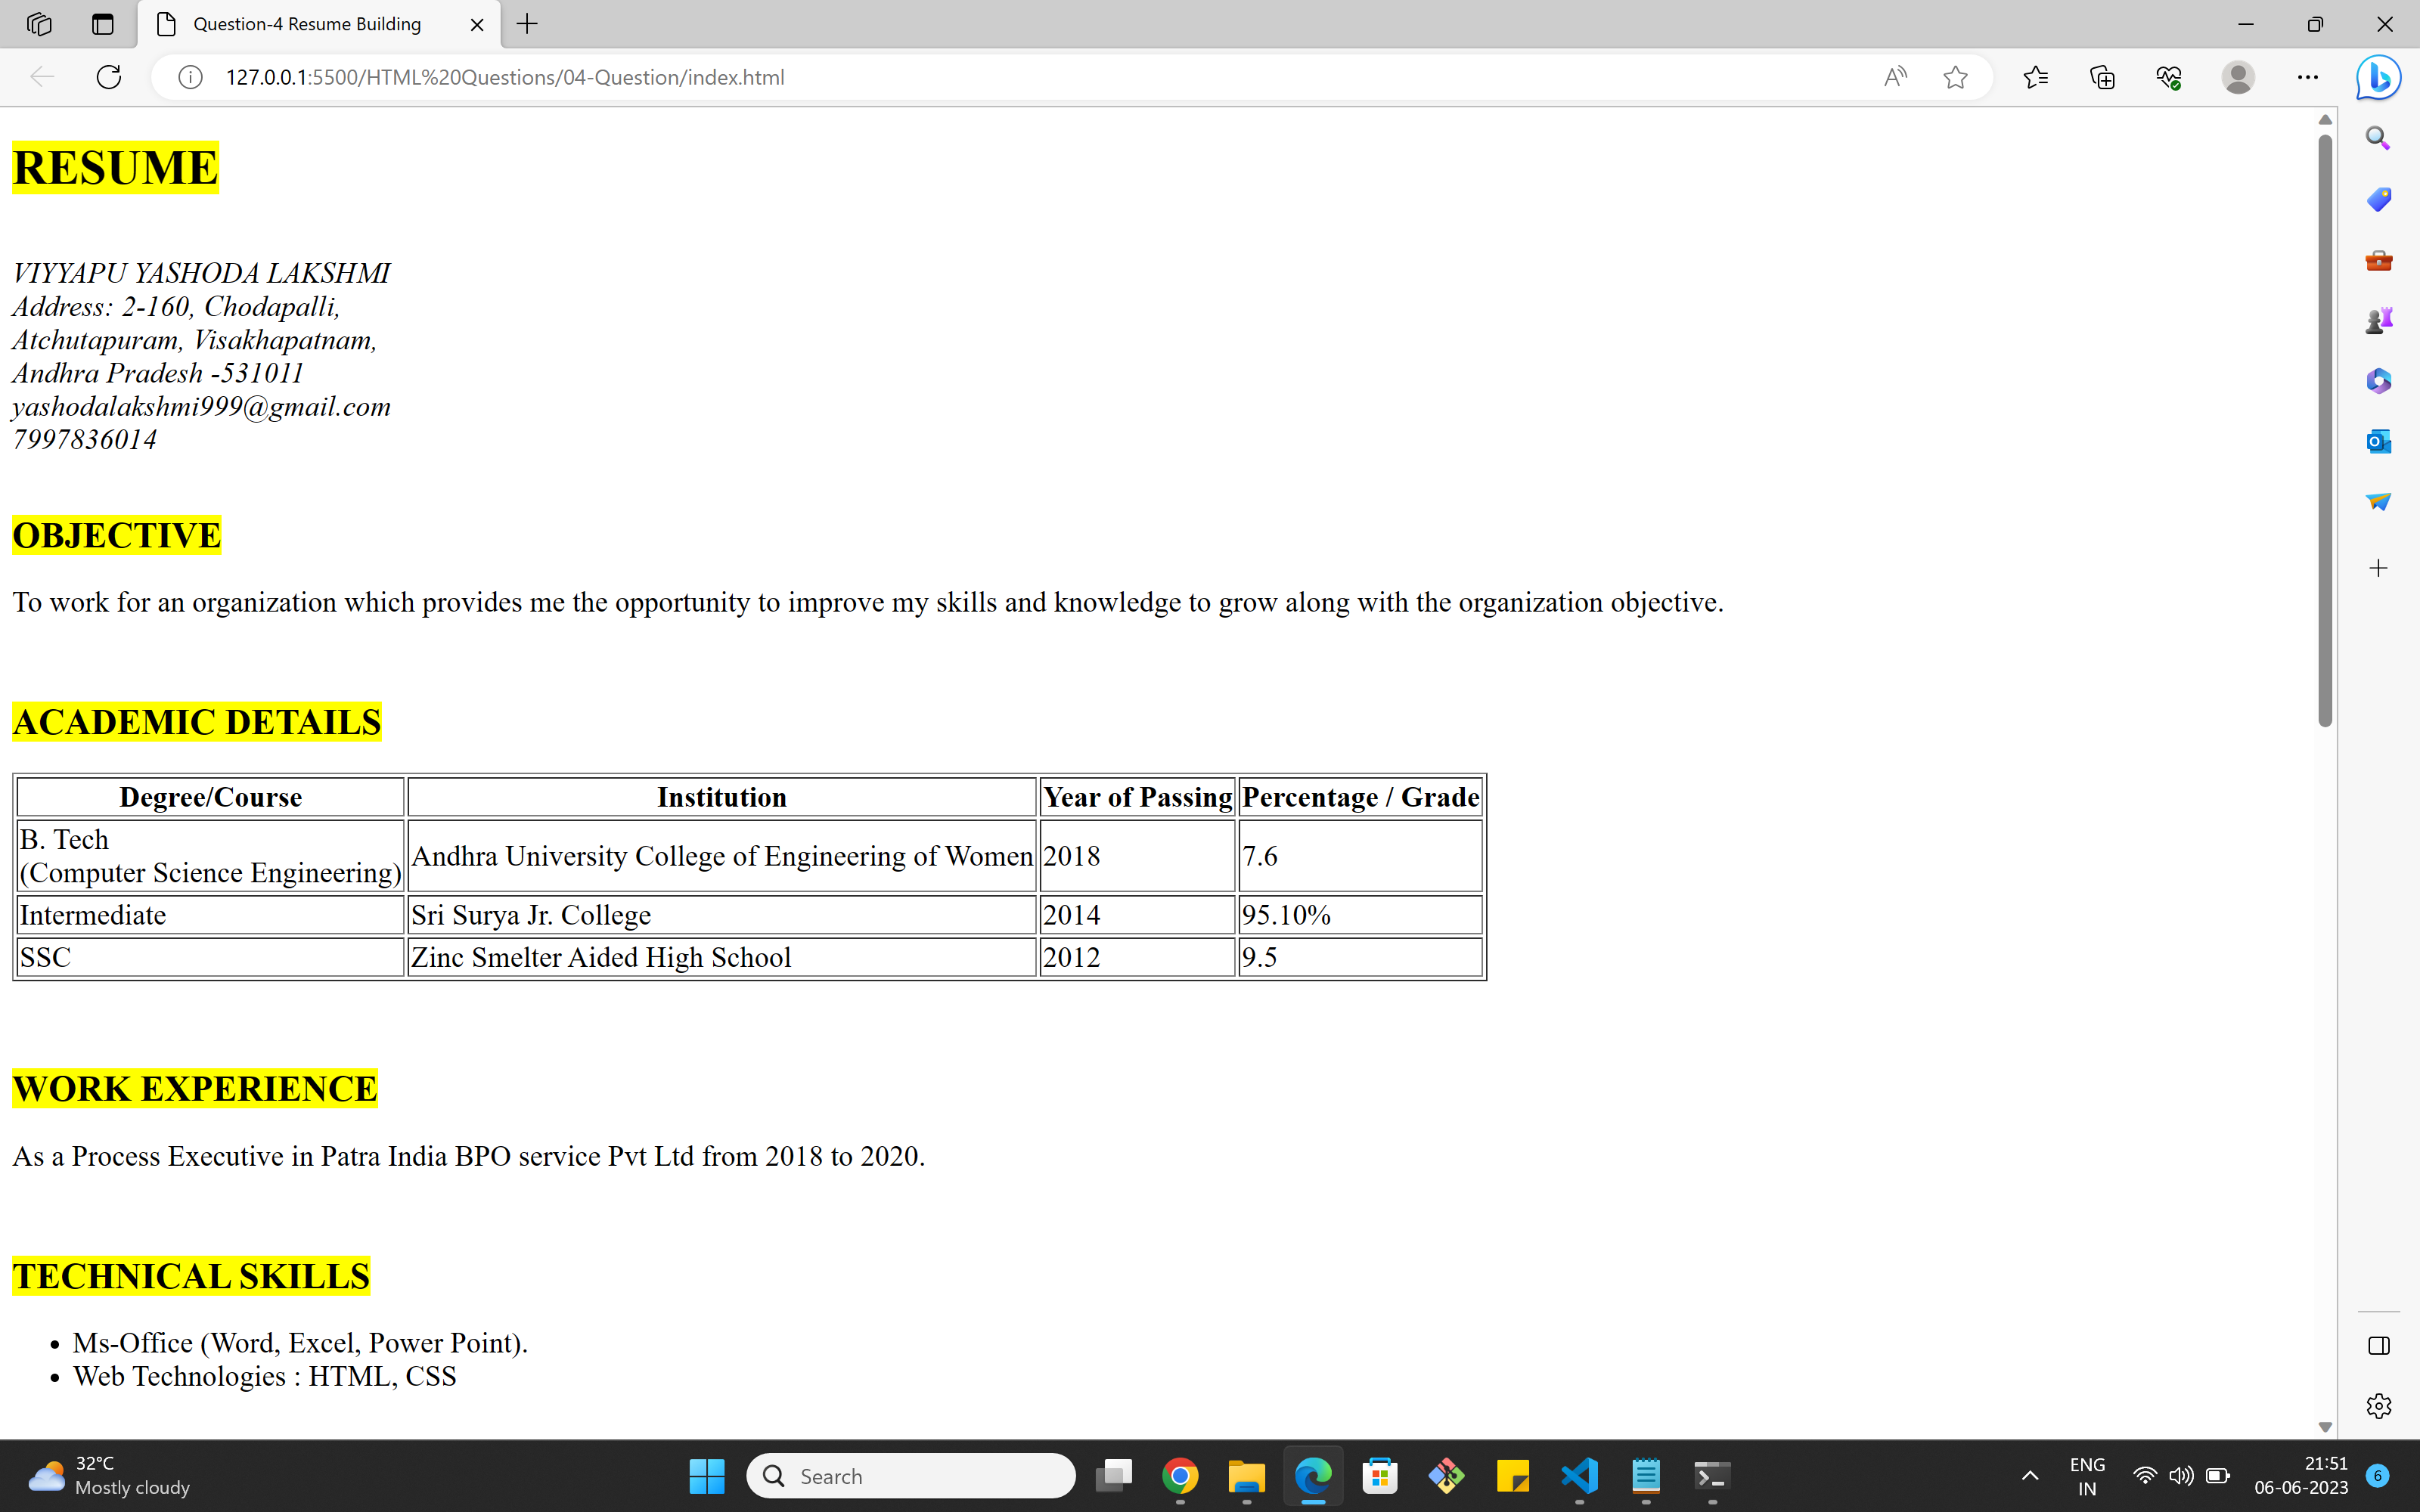 Question-4 Resume Building
127.0.0.1:5500/HTML%20Questions/04-Question/index.html
RESUME
VIYYAPU YASHODA LAKSHMI
Address: 2-160, Chodapalli,
Atchutapuram, Visakhapatnam,
Andhra Pradesh -531011
yashodalakshmi999@gmail.com
7997836014
OBJECTIVE
To work for an organization which provides me the opportunity to improve my skills and knowledge to grow along with the organization objective.
ACADEMIC DETAILS
Degree/Course Institution Year of Passing Percentage / Grade
B. Tech
(Computer Science Engineering) Andhra University College of Engineering of Women 2018 7.6
Intermediate Sri Surya Jr. College 2014 95.10%
SSC Zinc Smelter Aided High School 2012 9.5
WORK EXPERIENCE
As a Process Executive in Patra India BPO service Pvt Ltd from 2018 to 2020.
TECHNICAL SKILLS
• Ms-Office (Word, Excel, Power Point).
• Web Technologies : HTML, CSS
32°C
Mostly cloudy
Search
ENG
IN
21:51
06-06-2023
6